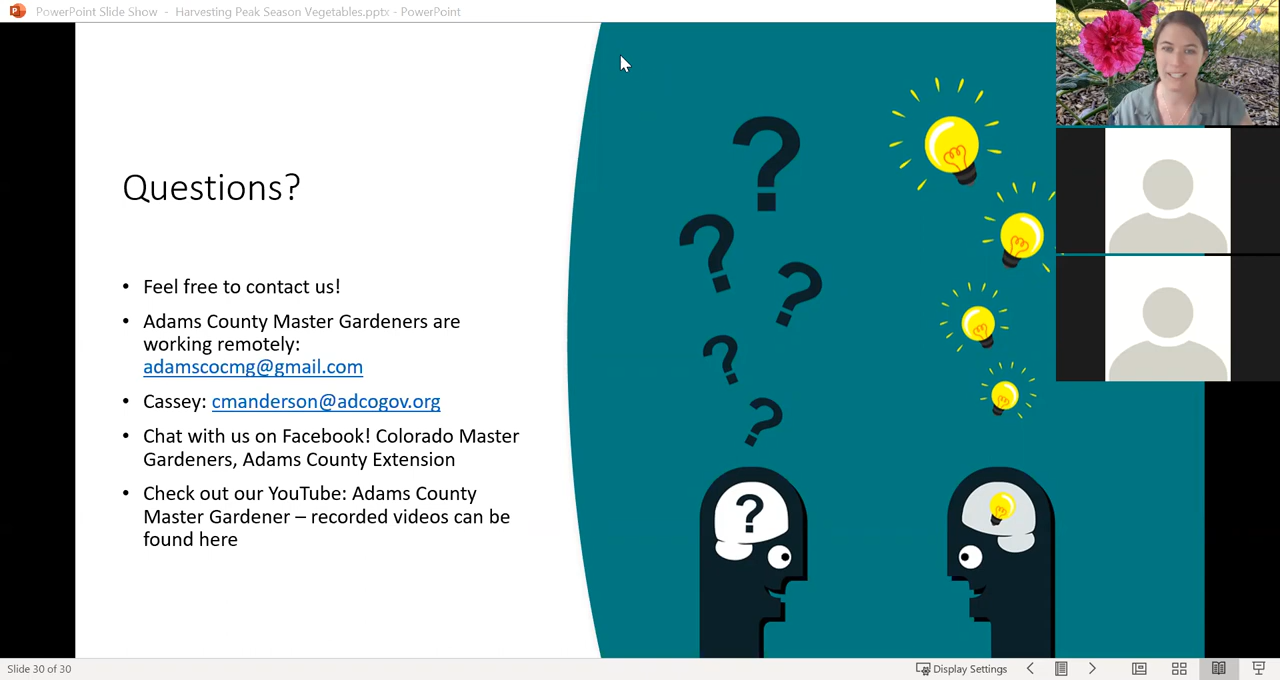 PowerPoint Slide Show - Harvesting Peak Season Vegetables.pptx - PowerPoint
Questions?
• Feel free to contact us!
• Adams County Master Gardeners are
working remotely:
adamscocmg@gmail.com
• Cassey: cmanderson@adcogov.org
• Chat with us on Facebook! Colorado Master
Gardeners, Adams County Extension
• Check out our YouTube: Adams County
Master Gardener – recorded videos can be
found here
?
?
?
?
?
?
Slide 30 of 30
Display Settings